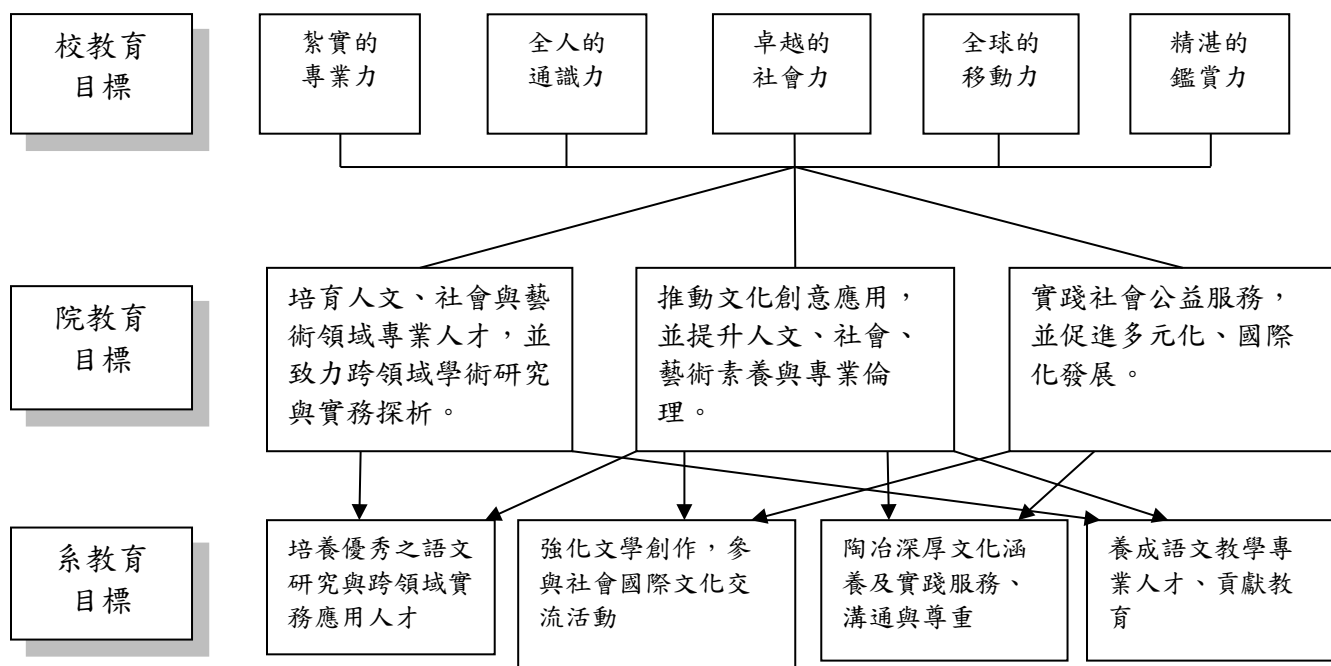 校教育
目標
紮實的
專業力
全人的
通識力
卓越的
社會力
全球的
移動力
精湛的
鑑賞力
院教育
目標
培育人文、社會與藝
術領域專業人才，並
致力跨領域學術研究
與實務探析。
推動文化創意應用，
並提升人文、社會、
藝術素養與專業倫
理。
實踐社會公益服務，
並促進多元化、國際
化發展。
系教育
目標
培養優秀之語文
研究與跨領域實
務應用人才
強化文學創作，參
與社會國際文化交
流活動
陶冶深厚文化涵
養及實踐服務、
溝通與尊重
養成語文教學專
業人才、貢獻教
育